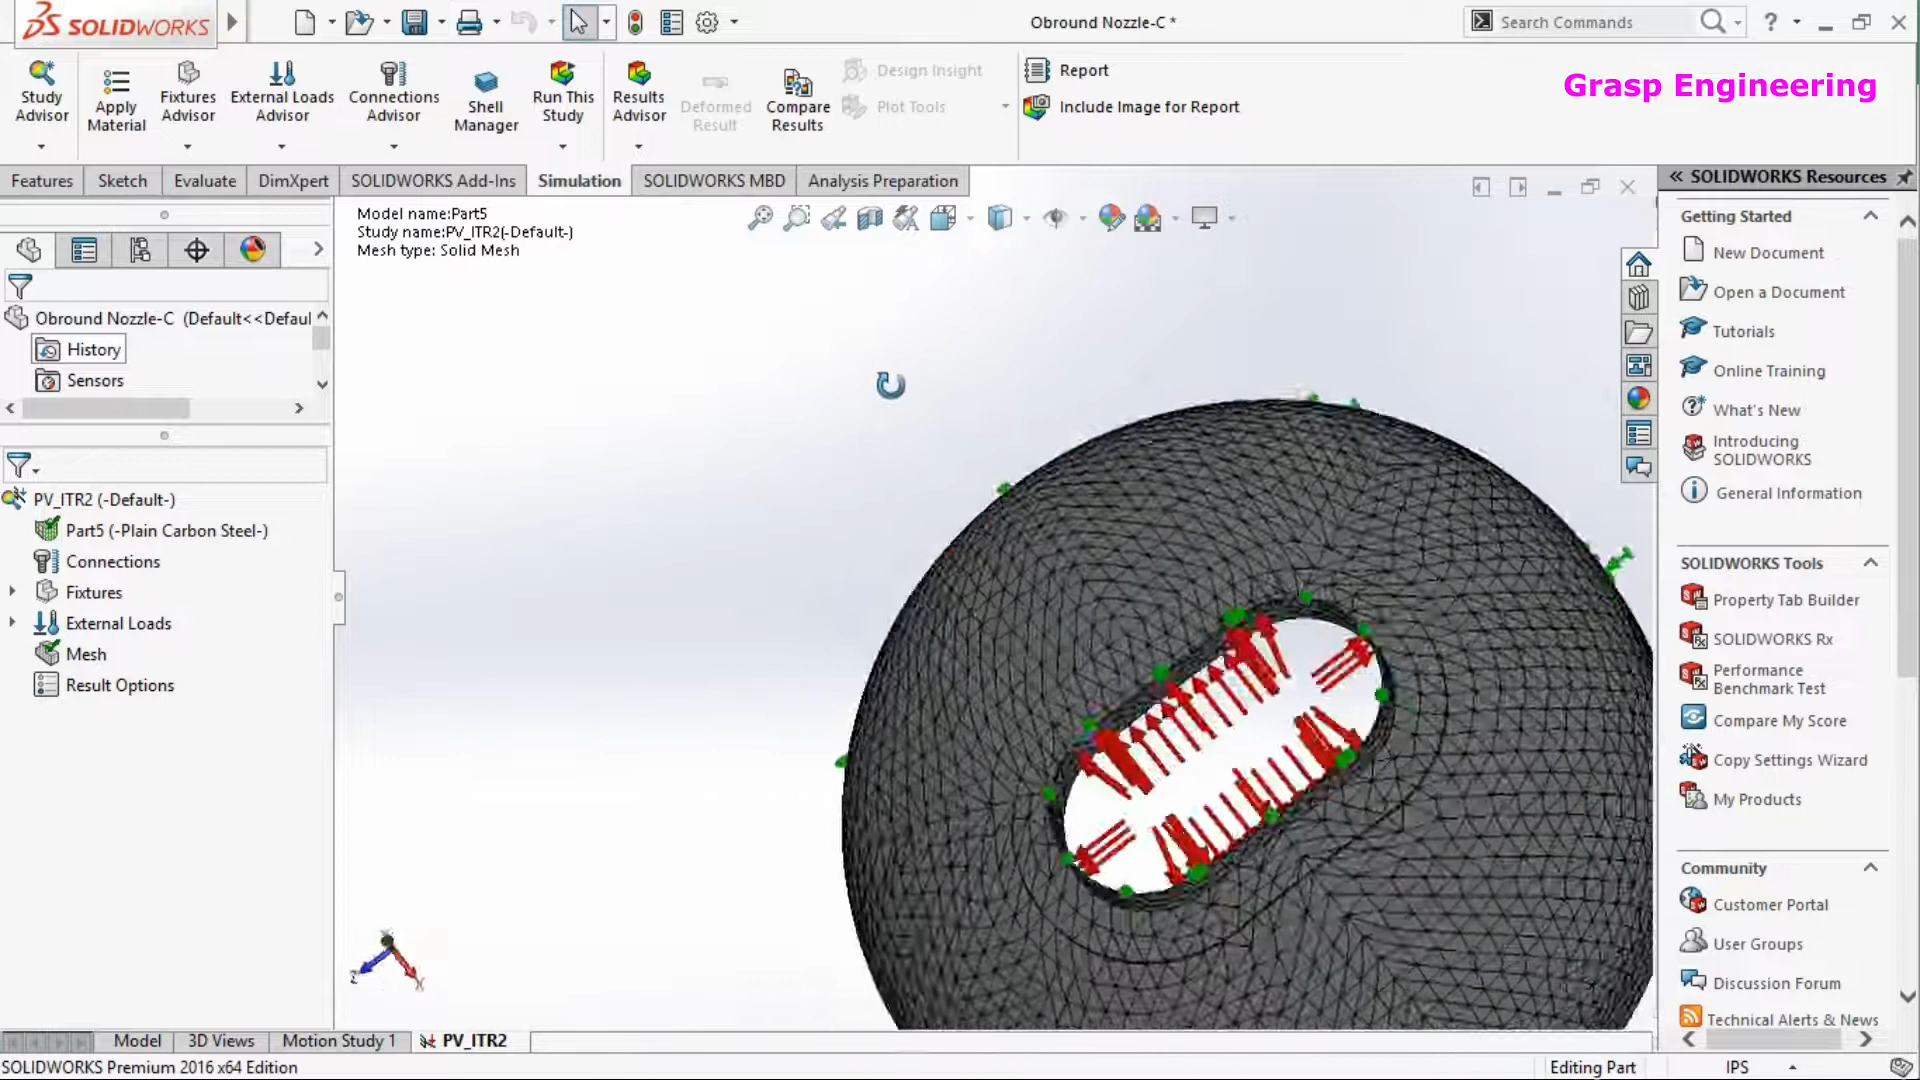 SOLIDWORKS
Obround Nozzle-C *
Search Commands
?
Study Advisor
Apply Material
Fixtures Advisor
External Loads Advisor
Connections Advisor
Shell Manager
Run This Study
Results Advisor
Deformed Result
Compare Results
Design Insight
Plot Tools
Report
Include Image for Report
Grasp Engineering
Features
Sketch
Evaluate
DimXpert
SOLIDWORKS Add-Ins
Simulation
SOLIDWORKS MBD
Analysis Preparation
Model name:Part5
Study name:PV_ITR2(-Default-)
Mesh type: Solid Mesh
Obround Nozzle-C (Default<<Defaul
History
Sensors
PV_ITR2 (-Default-)
Part5 (-Plain Carbon Steel-)
Connections
Fixtures
External Loads
Mesh
Result Options
SOLIDWORKS Resources
Getting Started
New Document
Open a Document
Tutorials
Online Training
What's New
Introducing
SOLIDWORKS
General Information
SOLIDWORKS Tools
Property Tab Builder
SOLIDWORKS Rx
Performance
Benchmark Test
Compare My Score
Copy Settings Wizard
My Products
Community
Customer Portal
User Groups
Discussion Forum
Technical Alerts & News
Model
3D Views
Motion Study 1
PV_ITR2
SOLIDWORKS Premium 2016 x64 Edition
Editing Part
IPS